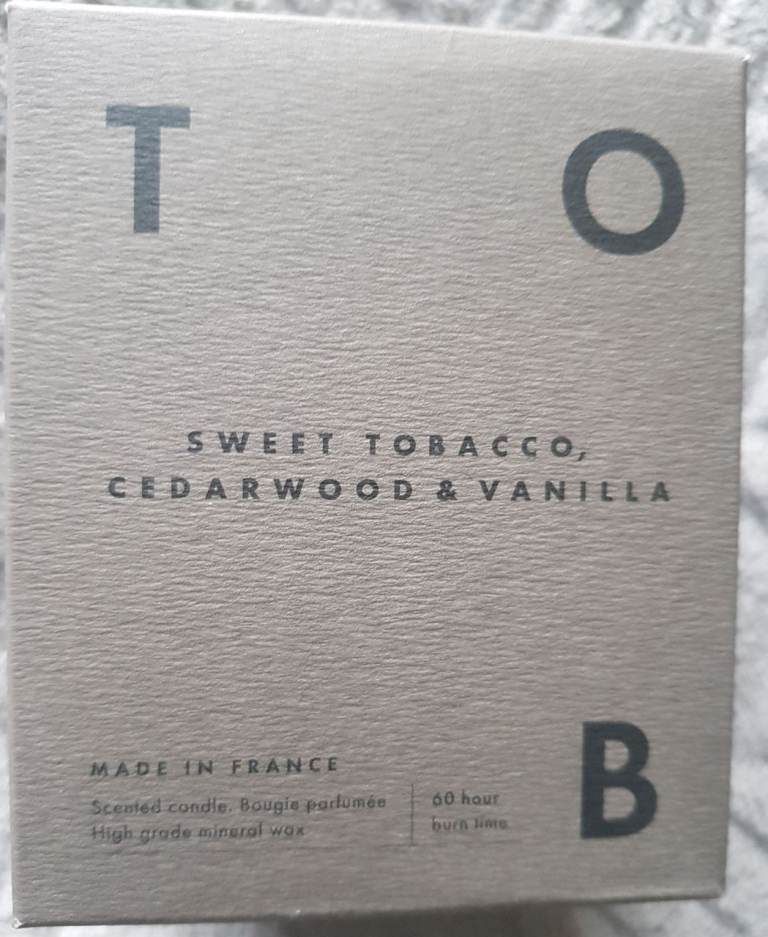 T O
SWEET TOBACCO,
CEDARWOOD & VANILLA
B
MADE IN FRANCE
Scented candle. Bougie parfumée
High grade mineral wax
60 hour
burn time